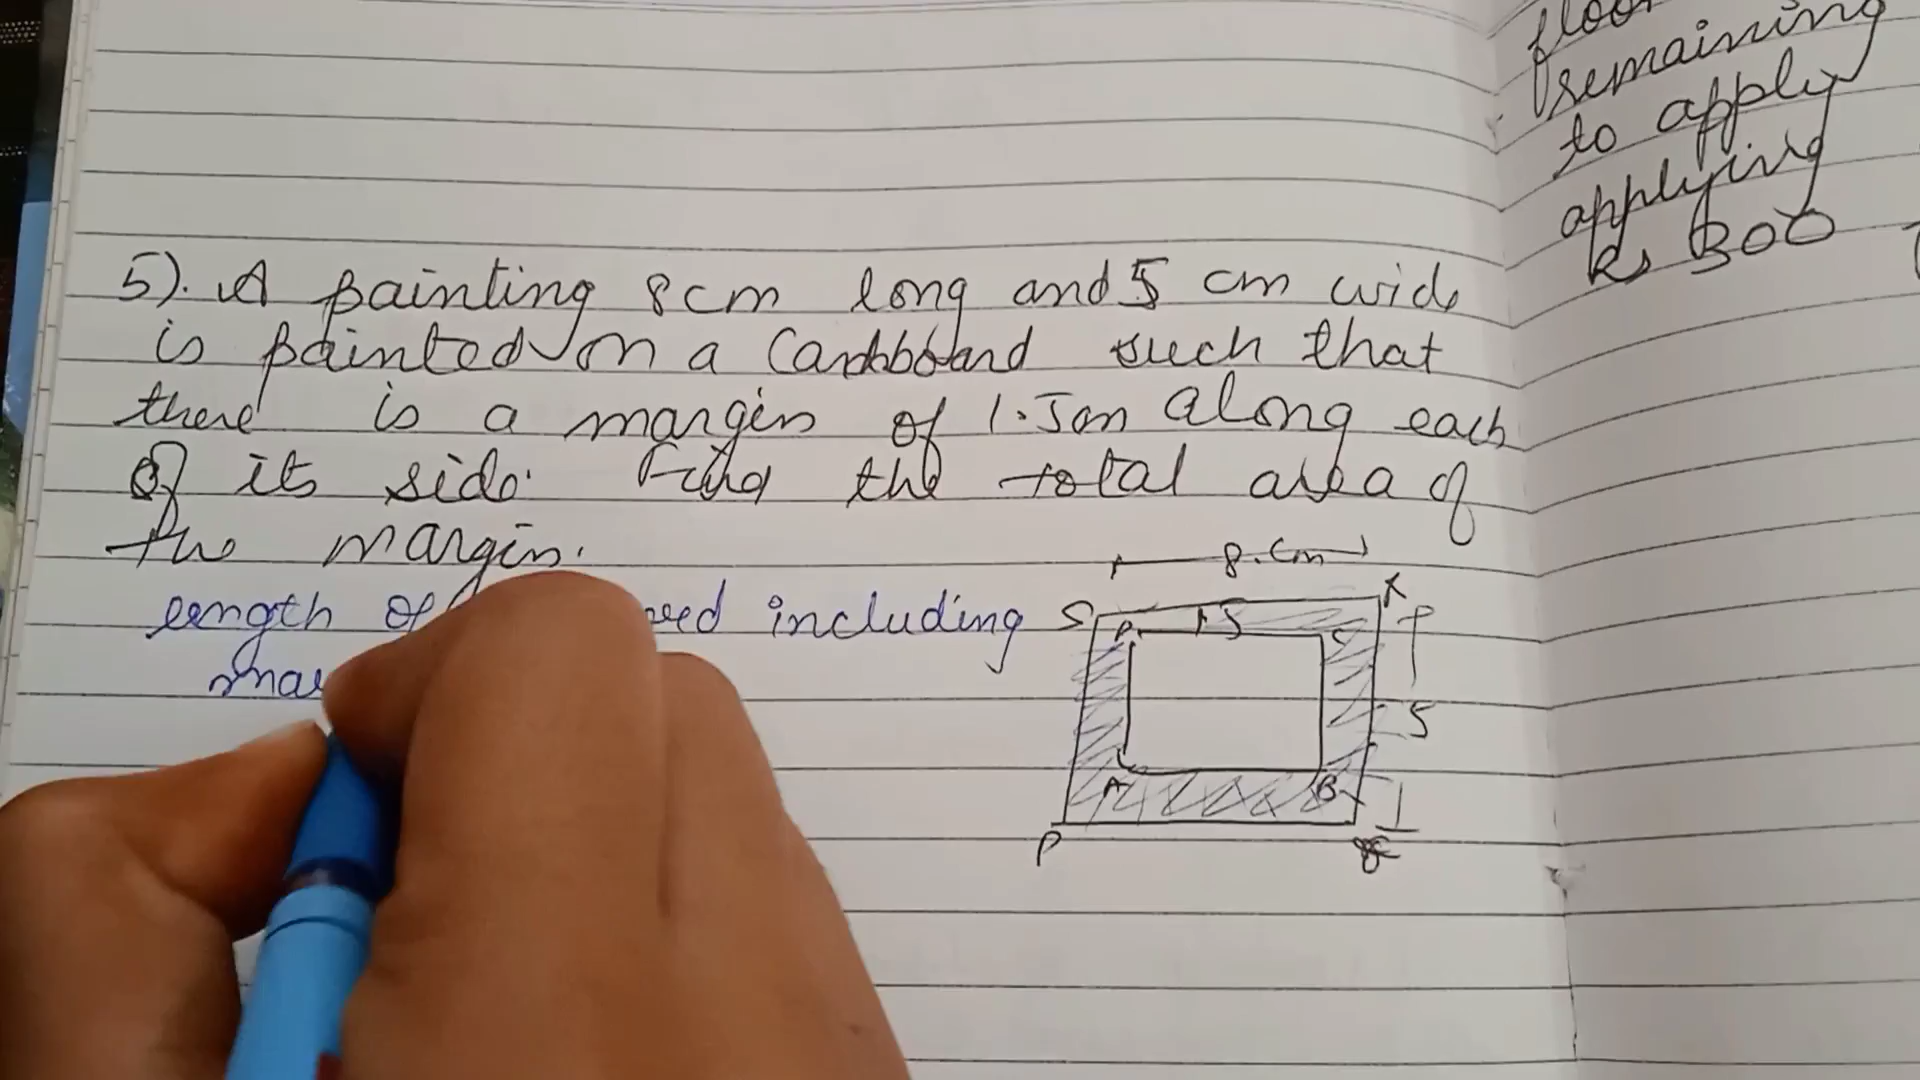 5). A painting 8cm long and 5 cm wide
is painted on a Cardboard such that
there is a margin of 1.5cm along each
of its side. Find the total area of
the margin.
length of including
8.cm
S R
D 1.5 C
5
A B
P
floor
remaining
to apply
applying
Rs 300